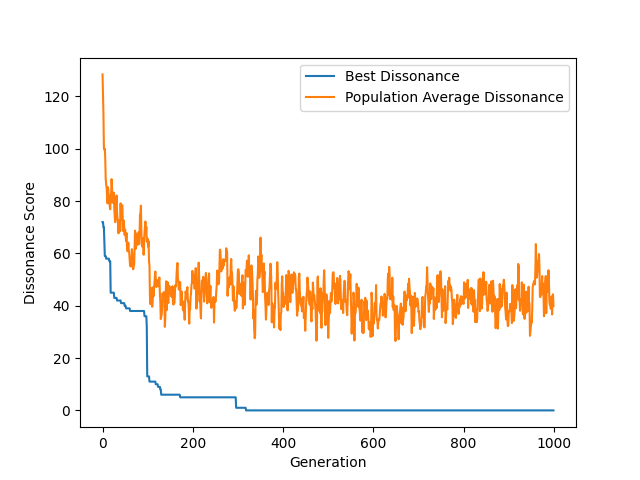 Best Dissonance
Population Average Dissonance
120
100
80
60
40
20
0
Dissonance Score
0 200 400 600 800 1000
Generation